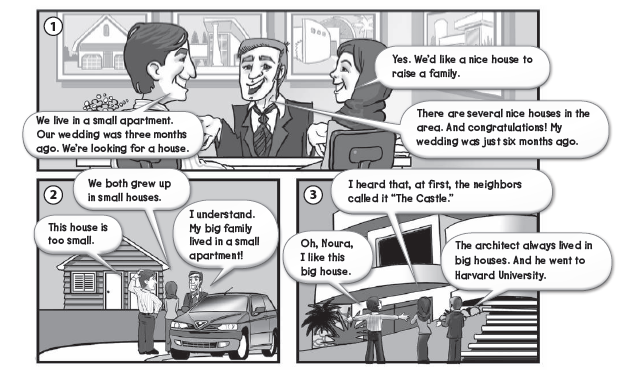 1
Yes. We'd like a nice house to
raise a family.
We live in a small apartment.
Our wedding was three months
ago. We're looking for a house.
There are several nice houses in the
area. And congratulations! My
wedding was just six months ago.
2
We both grew up
in small houses.
This house is
too small.
I understand.
My big family
lived in a small
apartment!
3
I heard that, at first, the neighbors
called it "The Castle."
Oh, Noura,
I like this
big house.
The architect always lived in
big houses. And he went to
Harvard University.